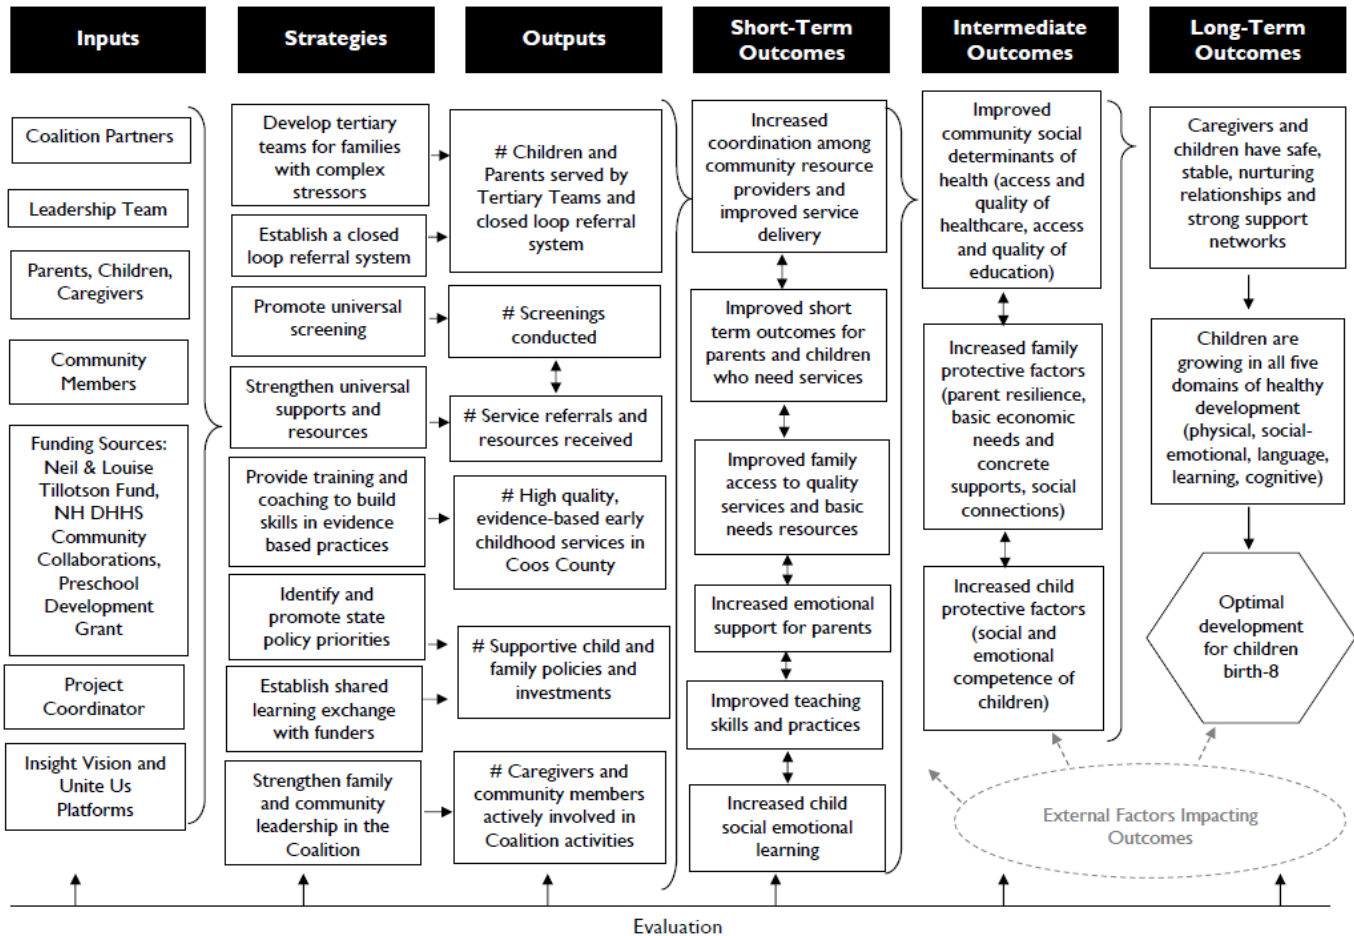 Inputs
Strategies
Outputs
Short-Term
Outcomes
Intermediate
Outcomes
Long-Term
Outcomes
Coalition Partners
Leadership Team
Parents, Children,
Caregivers
Community
Members
Funding Sources:
Neil & Louise
Tillotson Fund,
NH DHHS
Community
Collaborations,
Preschool
Development
Grant
Project
Coordinator
Insight Vision and
Unite Us
Platforms
Develop tertiary
teams for families
with complex
stressors
Establish a closed
loop referral system
Promote universal
screening
Strengthen universal
supports and
resources
Provide training and
coaching to build
skills in evidence
based practices
Identify and
promote state
policy priorities
Establish shared
learning exchange
with funders
Strengthen family
and community
leadership in the
Coalition
# Children and
Parents served by
Tertiary Teams and
closed loop referral
system
# Screenings
conducted
# Service referrals and
resources received
# High quality,
evidence-based early
childhood services in
Coos County
# Supportive child and
family policies and
investments
# Caregivers and
community members
actively involved in
Coalition activities
Increased
coordination among
community resource
providers and
improved service
delivery
Improved short
term outcomes for
parents and children
who need services
Improved family
access to quality
services and basic
needs resources
Increased emotional
support for parents
Improved teaching
skills and practices
Increased child
social emotional
learning
Improved
community social
determinants of
health (access and
quality of
healthcare, access
and quality of
education)
Increased family
protective factors
(parent resilience,
basic economic
needs and
concrete
supports, social
connections)
Increased child
protective factors
(social and
emotional
competence of
children)
Caregivers and
children have safe,
stable, nurturing
relationships and
strong support
networks
Children are
growing in all five
domains of healthy
development
(physical, social-
emotional, language,
learning, cognitive)
Optimal
development
for children
birth-8
External Factors Impacting
Outcomes
Evaluation